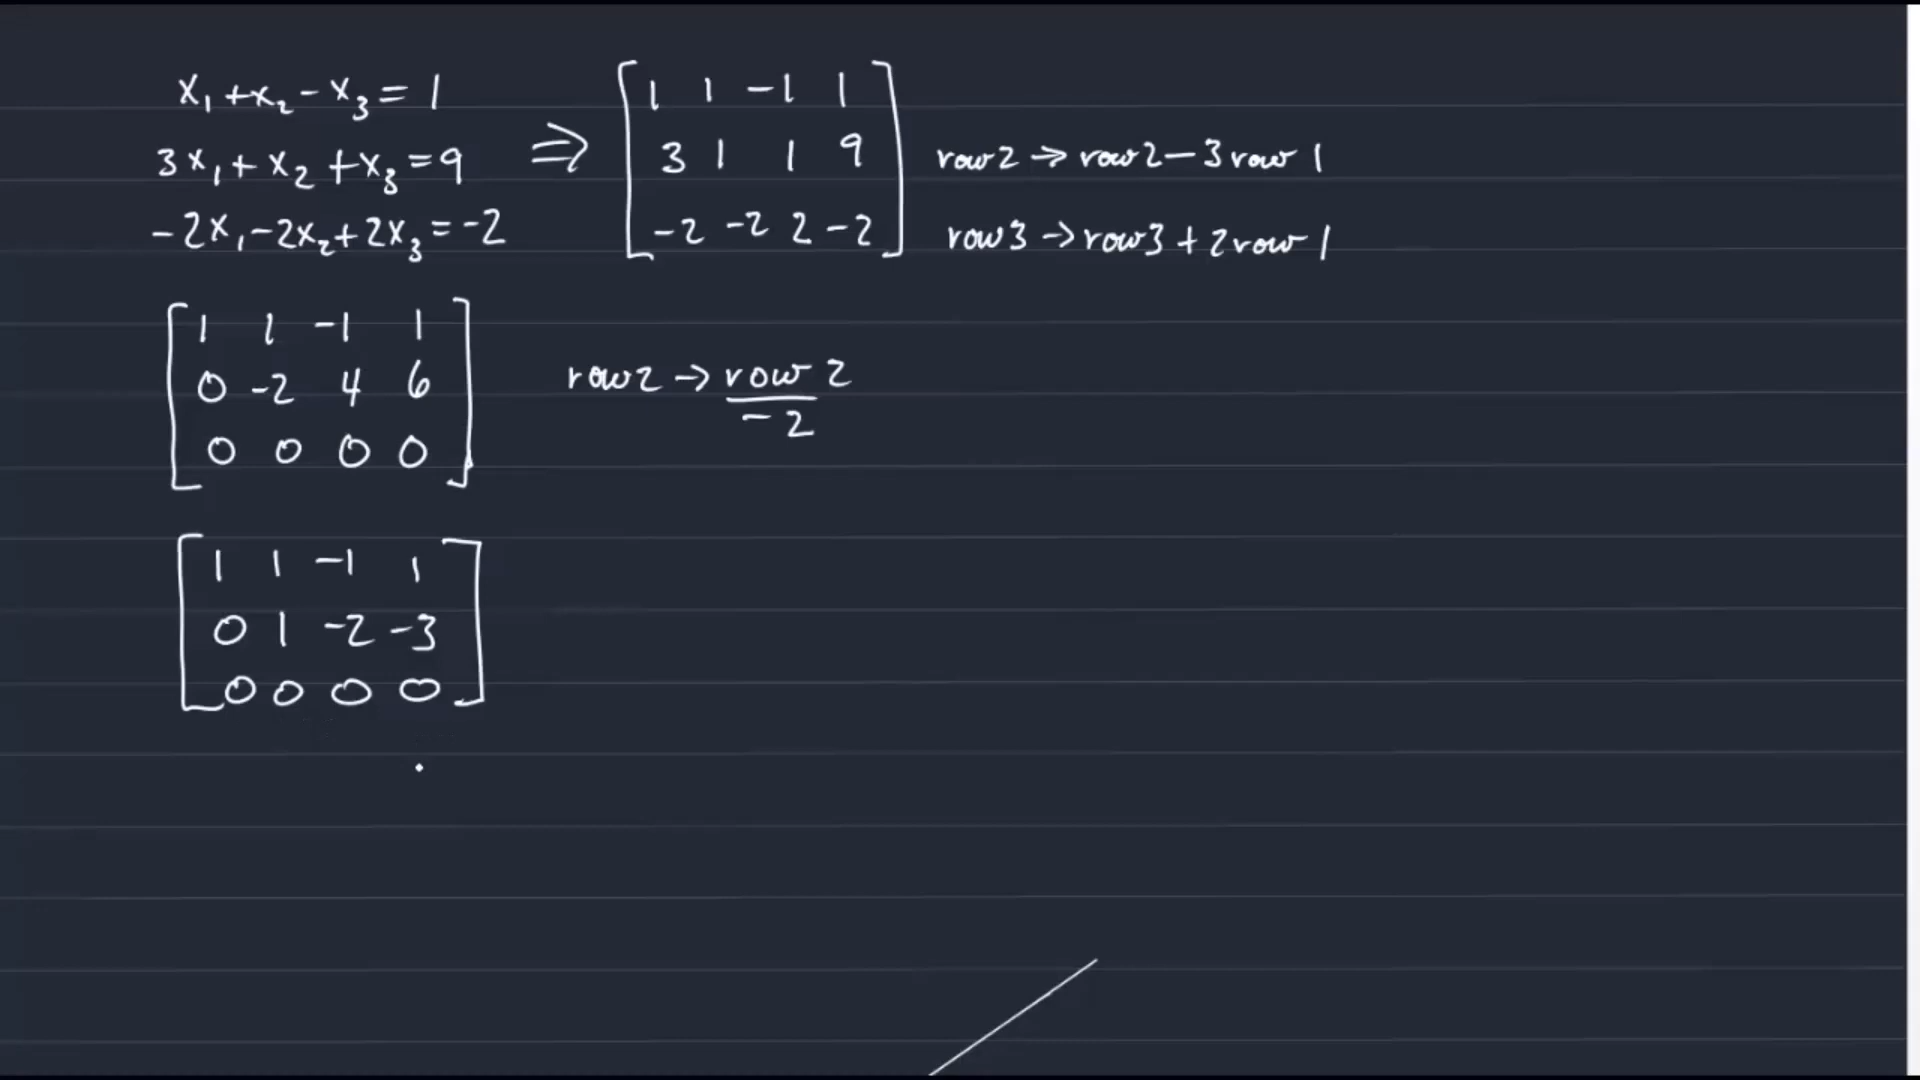 x₁ + x₂ - x₃ = 1
3x₁ + x₂ + x₃ = 9
-2x₁ - 2x₂ + 2x₃ = -2
⇒
1 1 -1 1
3 1 1 9
-2 -2 2 -2
row2 → row2 - 3row1
row3 → row3 + 2row1
1 1 -1 1
0 -2 4 6
0 0 0 0
row2 → row2
-2
1 1 -1 1
0 1 -2 -3
0 0 0 0